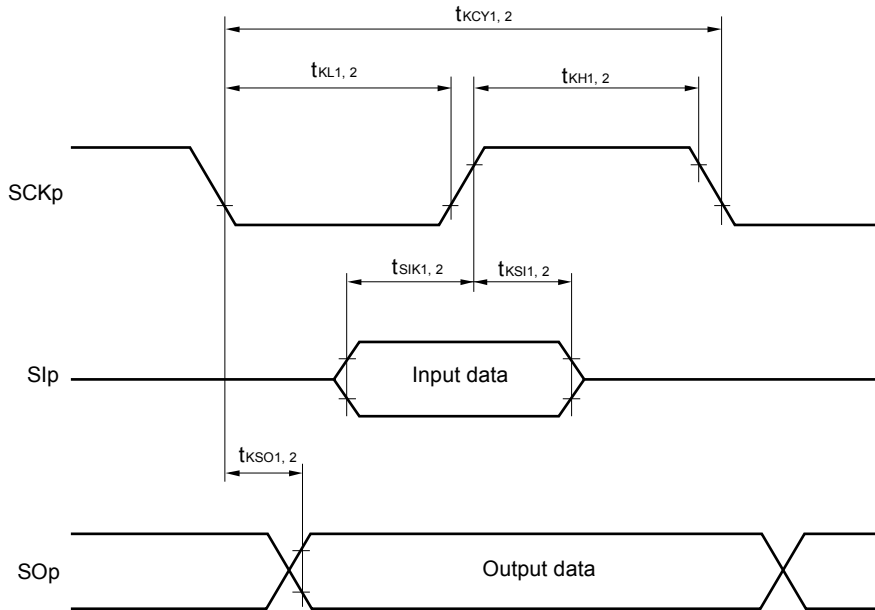 tKCY1, 2
tKL1, 2
tKH1, 2
SCKp
tSIK1, 2
tKSI1, 2
SIp
Input data
tKSO1, 2
SOp
Output data